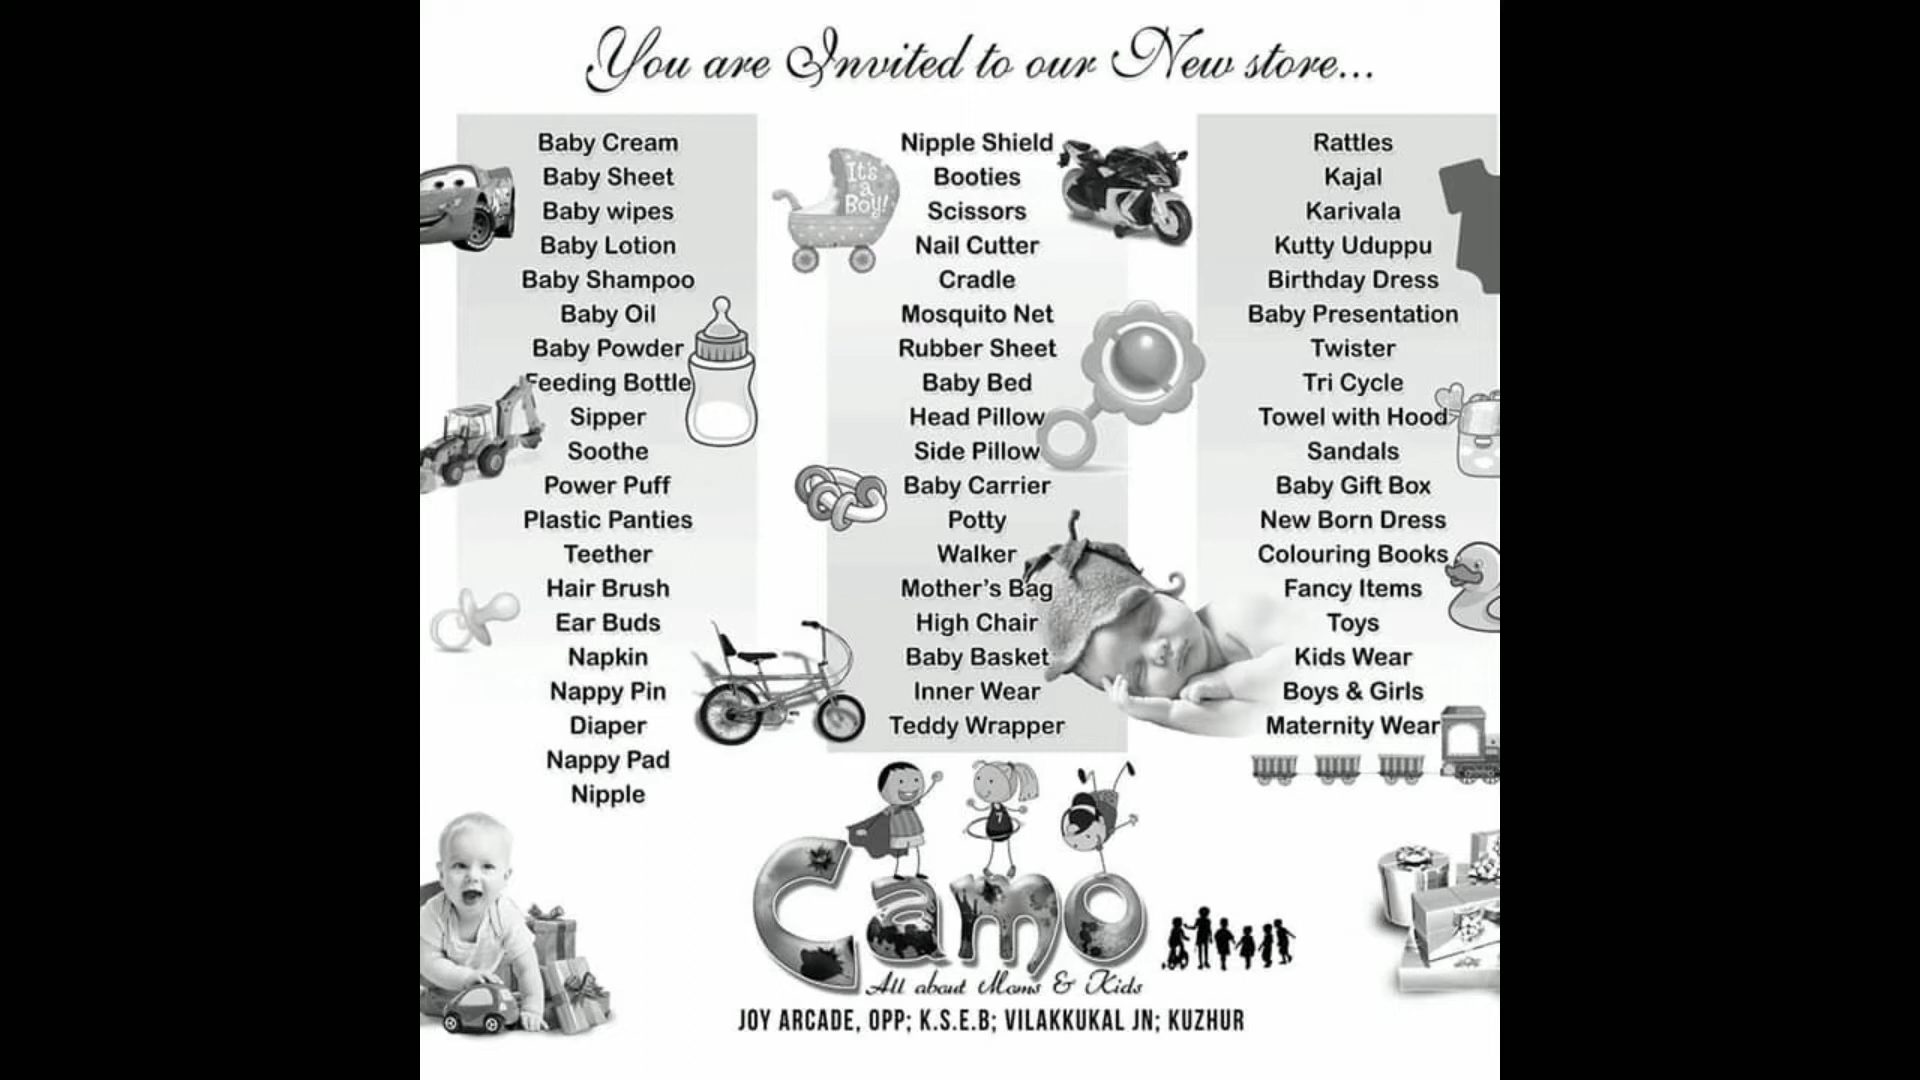 You are Invited to our New store...
Baby Cream
Baby Sheet
Baby wipes
Baby Lotion
Baby Shampoo
Baby Oil
Baby Powder
Feeding Bottle
Sipper
Soothe
Power Puff
Plastic Panties
Teether
Hair Brush
Ear Buds
Napkin
Nappy Pin
Diaper
Nappy Pad
Nipple
It's
a
Boy!
Nipple Shield
Booties
Scissors
Nail Cutter
Cradle
Mosquito Net
Rubber Sheet
Baby Bed
Head Pillow
Side Pillow
Baby Carrier
Potty
Walker
Mother's Bag
High Chair
Baby Basket
Inner Wear
Teddy Wrapper
Rattles
Kajal
Karivala
Kutty Uduppu
Birthday Dress
Baby Presentation
Twister
Tri Cycle
Towel with Hood
Sandals
Baby Gift Box
New Born Dress
Colouring Books
Fancy Items
Toys
Kids Wear
Boys & Girls
Maternity Wear
7
Camo
All about Moms & Kids
JOY ARCADE, OPP; K.S.E.B; VILAKKUKAL JN; KUZHUR